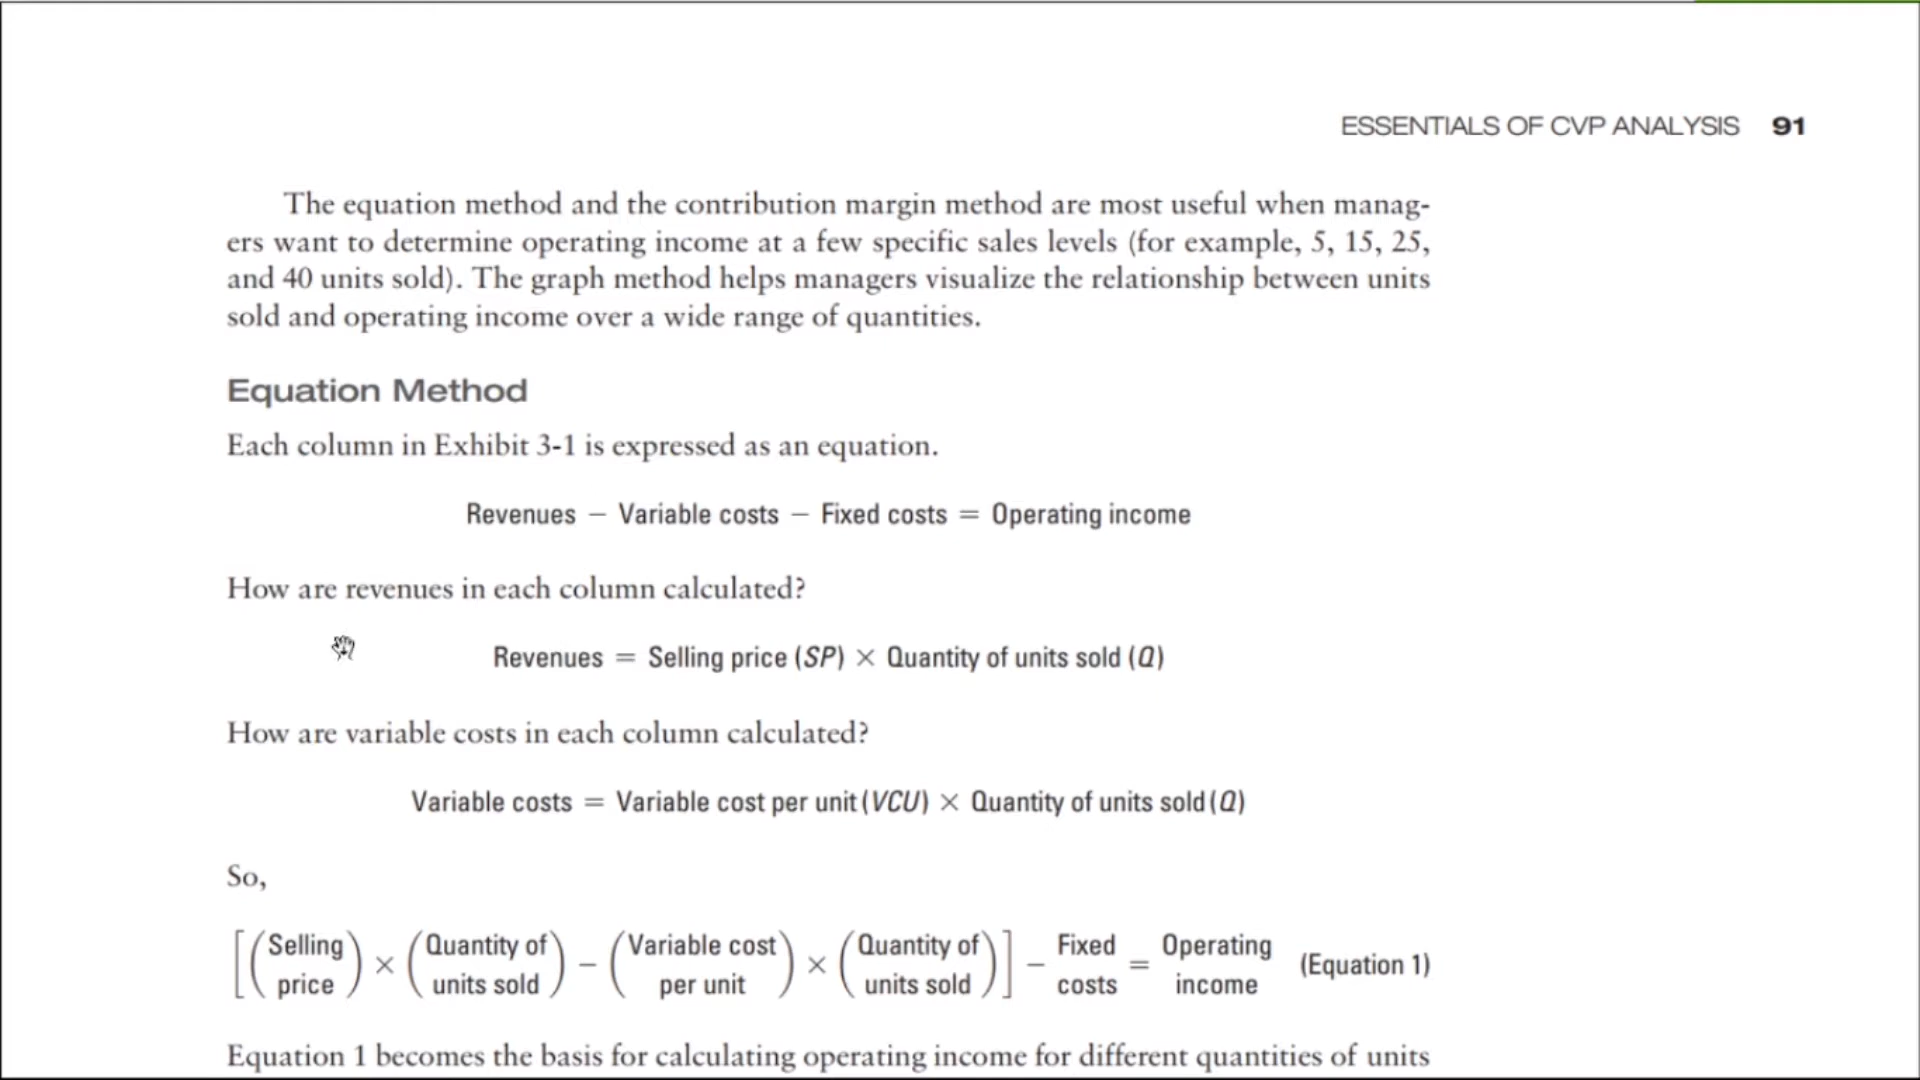 ESSENTIALS OF CVP ANALYSIS 91
The equation method and the contribution margin method are most useful when manag-
ers want to determine operating income at a few specific sales levels (for example, 5, 15, 25,
and 40 units sold). The graph method helps managers visualize the relationship between units
sold and operating income over a wide range of quantities.
Equation Method
Each column in Exhibit 3-1 is expressed as an equation.
Revenues − Variable costs − Fixed costs = Operating income
How are revenues in each column calculated?
Revenues = Selling price (SP) × Quantity of units sold (Q)
How are variable costs in each column calculated?
Variable costs = Variable cost per unit (VCU) × Quantity of units sold (Q)
So,
[(Selling price) × (Quantity of units sold) − (Variable cost per unit) × (Quantity of units sold)] − Fixed costs = Operating income (Equation 1)
Equation 1 becomes the basis for calculating operating income for different quantities of units